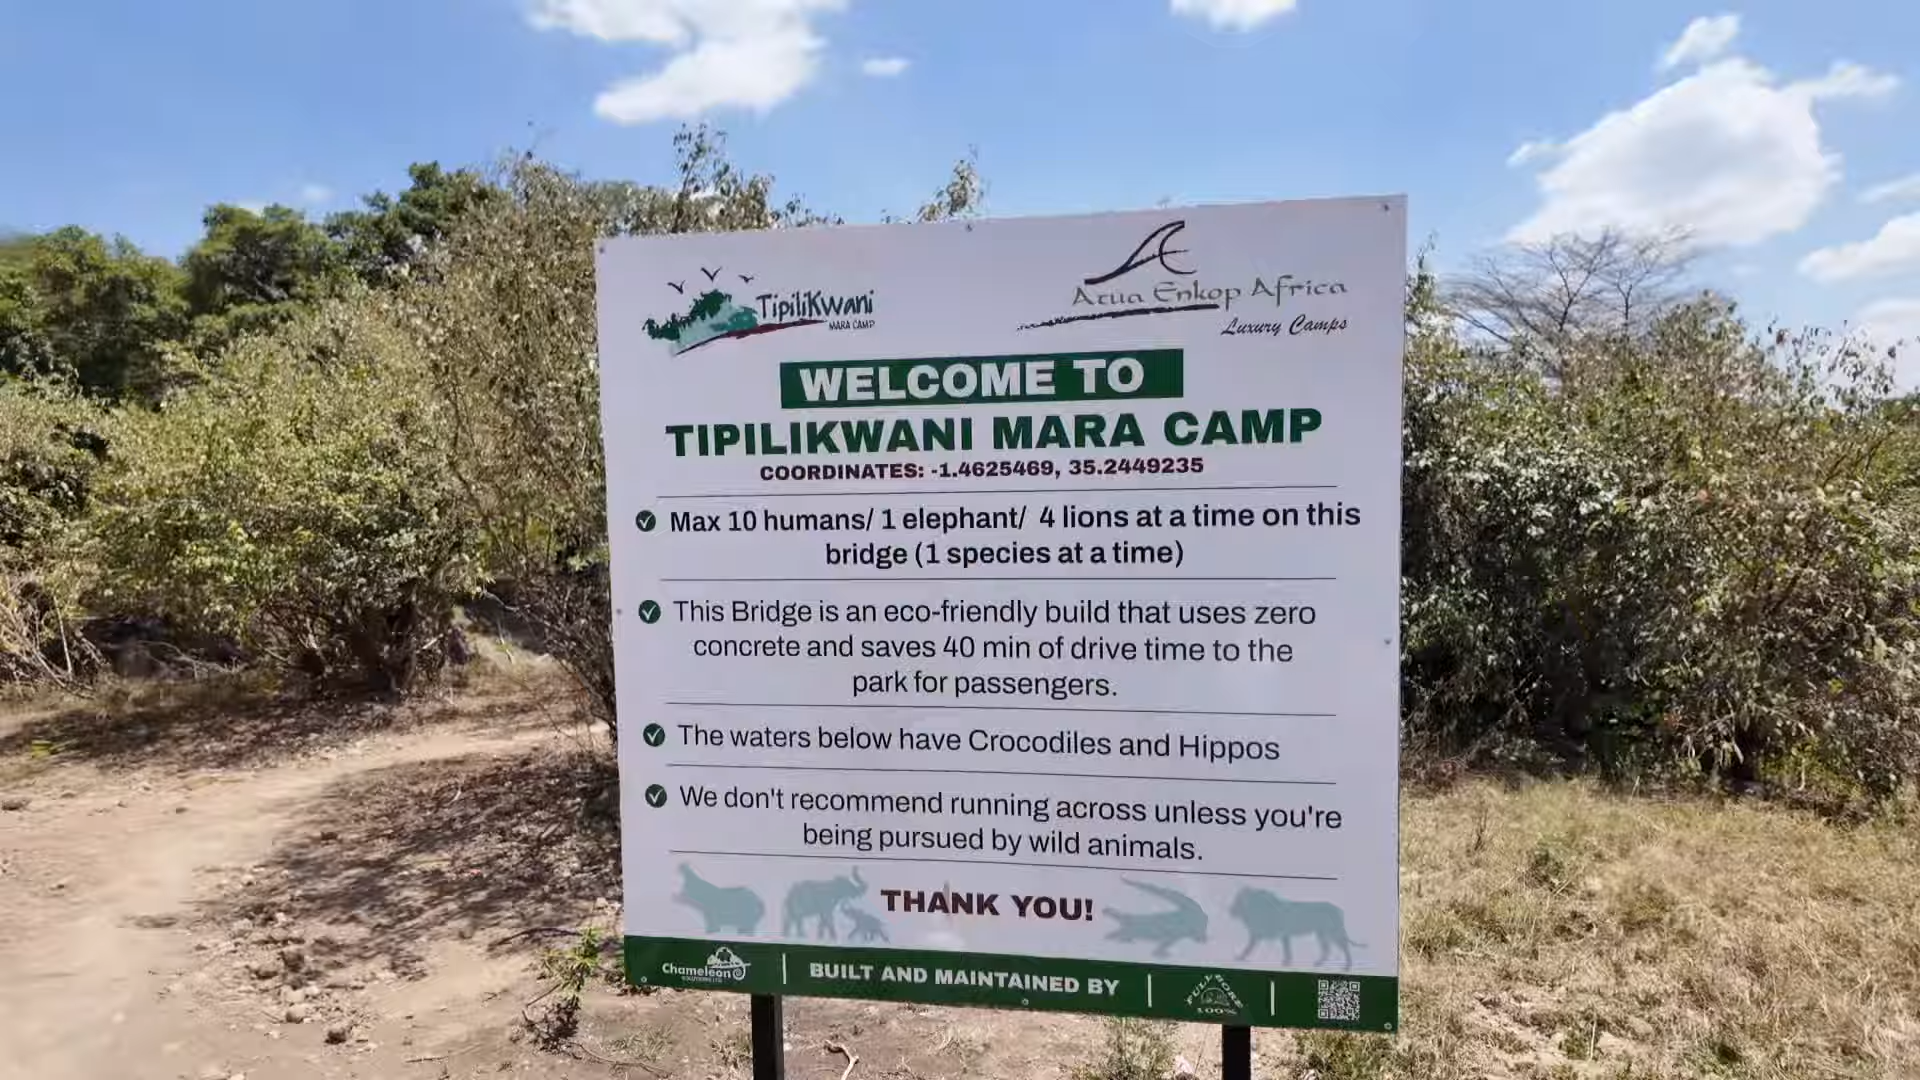 TipiliKwani
MARA CAMP
Atua Enkop Africa
Luxury Camps
WELCOME TO
TIPILIKWANI MARA CAMP
COORDINATES: -1.4625469, 35.2449235
Max 10 humans/ 1 elephant/ 4 lions at a time on this
bridge (1 species at a time)
This Bridge is an eco-friendly build that uses zero
concrete and saves 40 min of drive time to the
park for passengers.
The waters below have Crocodiles and Hippos
We don't recommend running across unless you're
being pursued by wild animals.
THANK YOU!
Chameleon
SOLUTIONS LTD
BUILT AND MAINTAINED BY
FULLBORE
100%